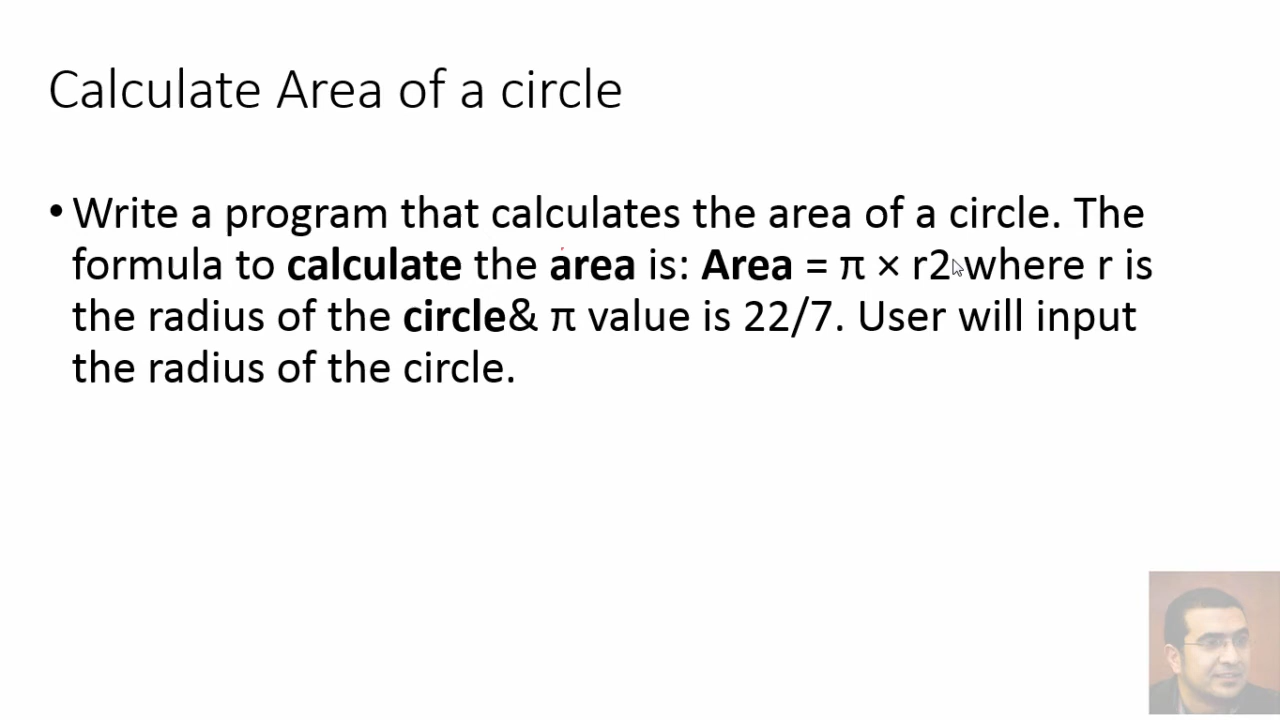 Calculate Area of a circle
• Write a program that calculates the area of a circle. The
formula to calculate the area is: Area = π × r2 where r is
the radius of the circle& π value is 22/7. User will input
the radius of the circle.